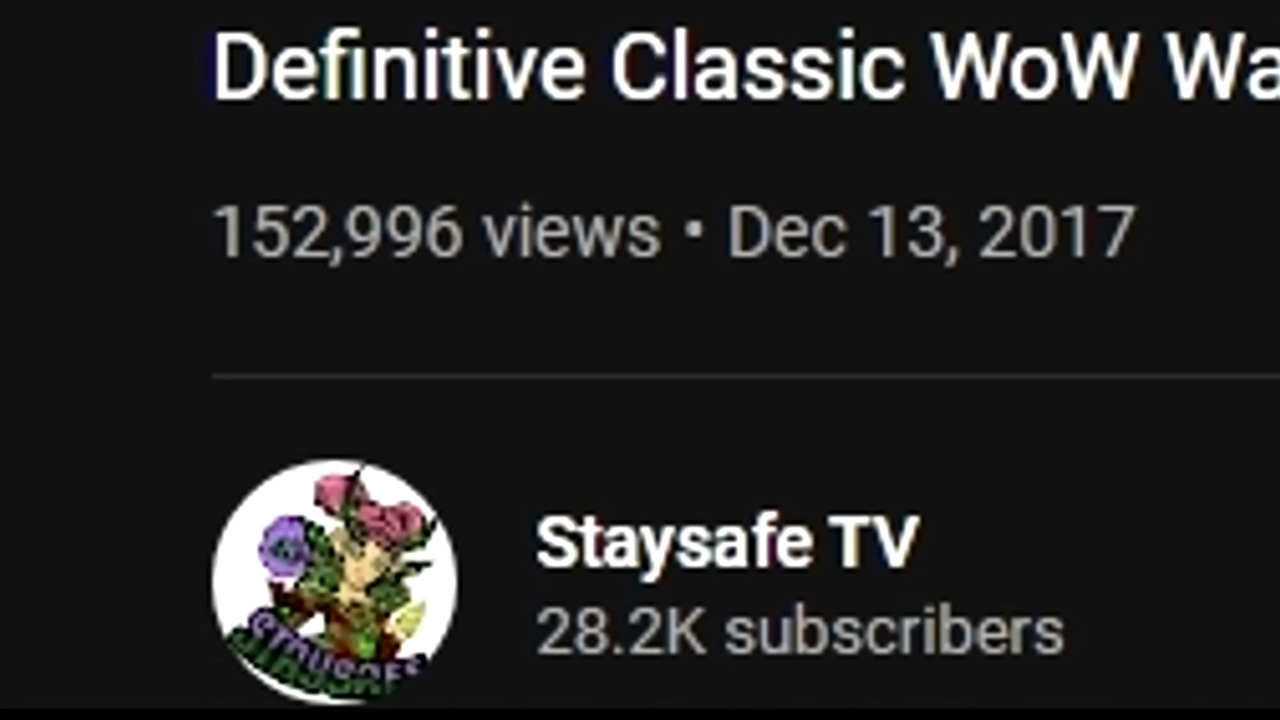 Definitive Classic WoW Wa
152,996 views • Dec 13, 2017
Staysafe TV
28.2K subscribers